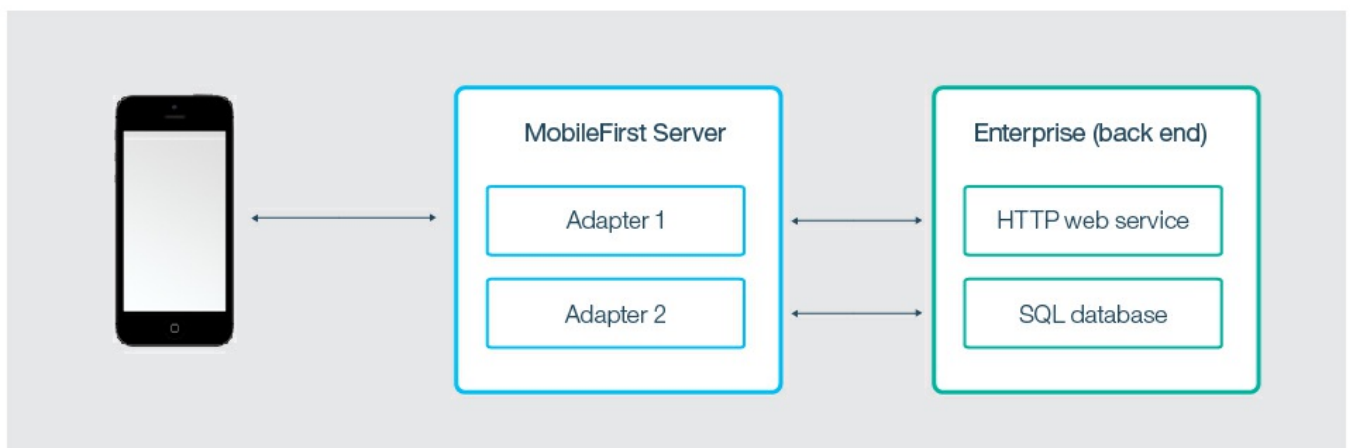 MobileFirst Server
Adapter 1
Adapter 2
Enterprise (back end)
HTTP web service
SQL database